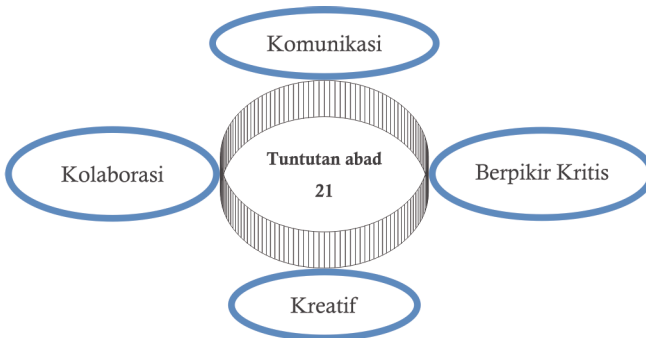 Komunikasi
Kolaborasi
Tuntutan abad
21
Berpikir Kritis
Kreatif